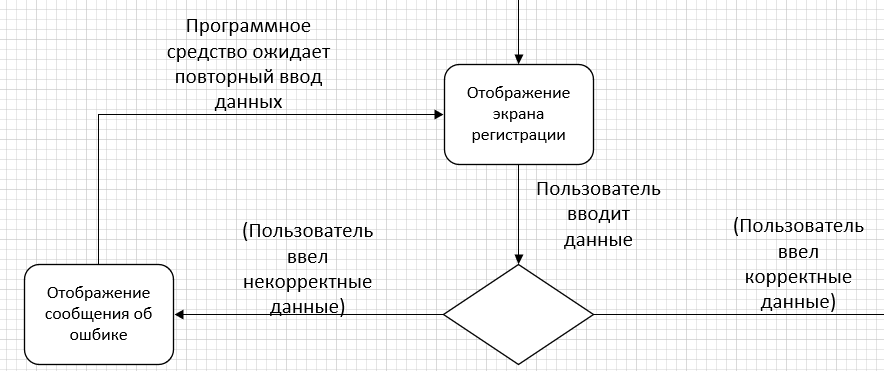 Программное
средство ожидает
повторный ввод
данных
Отображение
экрана
регистрации
Пользователь
вводит
данные
(Пользователь
ввел
некорректные
данные)
(Пользователь
ввел
корректные
данные)
Отображение
сообщения об
ошбике